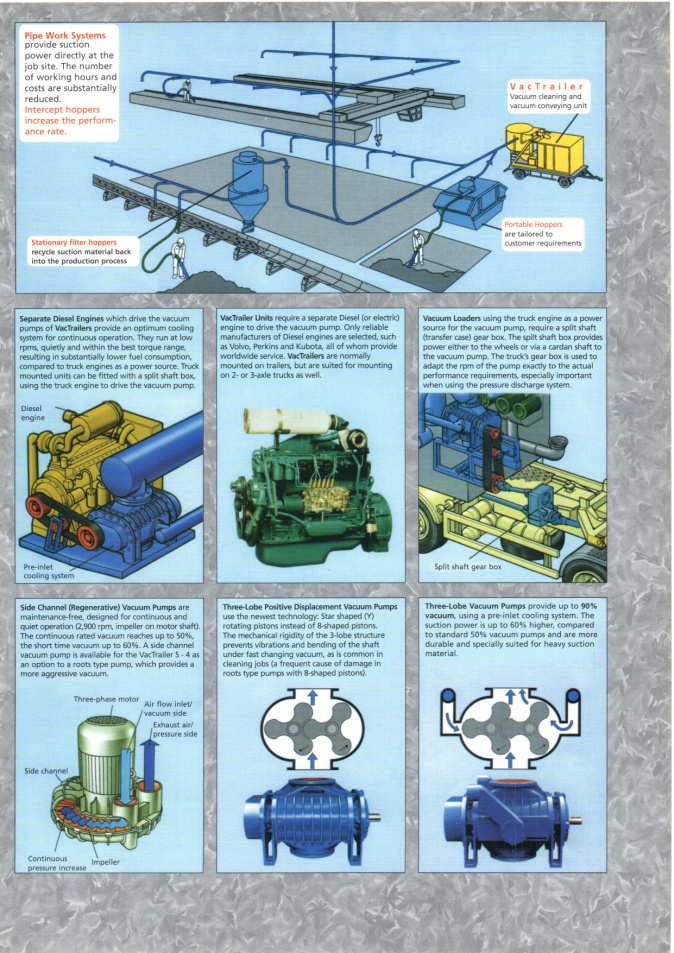 Pipe Work Systems
provide suction
power directly at the
job site. The number
of working hours and
costs are substantially
reduced.
Intercept hoppers
increase the perform-
ance rate.
VacTrailer
Vacuum cleaning and
vacuum conveying unit
Portable Hoppers
are tailored to
customer requirements
Stationary filter hoppers
recycle suction material back
into the production process
Separate Diesel Engines which drive the vacuum
pumps of VacTrailers provide an optimum cooling
system for continuous operation. They run at low
rpms, quietly and within the best torque range,
resulting in substantially lower fuel consumption,
compared to truck engines as a power source. Truck
mounted units can be fitted with a split shaft box,
using the truck engine to drive the vacuum pump.
Diesel
engine
Pre-inlet
cooling system
VacTrailer Units require a separate Diesel (or electric)
engine to drive the vacuum pump. Only reliable
manufacturers of Diesel engines are selected, such
as Volvo, Perkins and Kubota, all of whom provide
worldwide service. VacTrailers are normally
mounted on trailers, but are suited for mounting
on 2- or 3-axle trucks as well.
Vacuum Loaders using the truck engine as a power
source for the vacuum pump, require a split shaft
(transfer case) gear box. The spilt shaft box provides
power either to the wheels or via a cardan shaft to
the vacuum pump. The truck's gear box is used to
adapt the rpm of the pump exactly to the actual
performance requirements, especially important
when using the pressure discharge system.
Split shaft gear box
Side Channel (Regenerative) Vacuum Pumps are
maintenance-free, designed for continuous and
quiet operation (2,900 rpm, impeller on motor shaft).
The continuous rated vacuum reaches up to 50%,
the short time vacuum up to 60%. A side channel
vacuum pump is available for the VacTrailer 5 - 4 as
an option to a roots type pump, which provides a
more aggressive vacuum.
Three-phase motor
Air flow inlet/
vacuum side
Exhaust air/
pressure side
Side channel
Continuous
pressure increase
Impeller
Three-Lobe Positive Displacement Vacuum Pumps
use the newest technology: Star shaped (Y)
rotating pistons instead of 8-shaped pistons.
The mechanical rigidity of the 3-lobe structure
prevents vibrations and bending of the shaft
under fast changing vacuum, as is common in
cleaning jobs (a frequent cause of damage in
roots type pumps with 8-shaped pistons).
Three-Lobe Vacuum Pumps provide up to 90%
vacuum, using a pre-inlet cooling system. The
suction power is up to 60% higher, compared
to standard 50% vacuum pumps and are more
durable and specially suited for heavy suction
material.